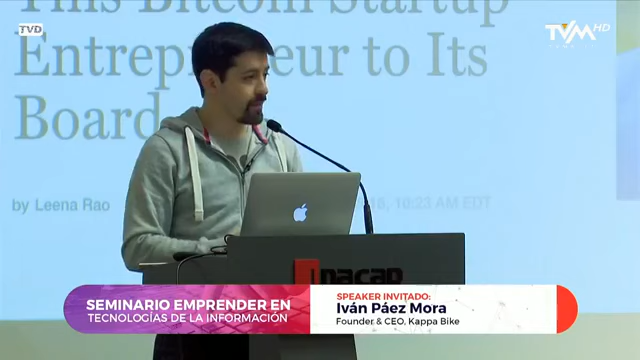 TVD
TVM HD
This Bitcoin Startup
Entrepreneur to Its
Board
by Leena Rao
10:23 AM EDT
inacap
SEMINARIO EMPRENDER EN
TECNOLOGÍAS DE LA INFORMACIÓN
SPEAKER INVITADO:
Iván Páez Mora
Founder & CEO, Kappa Bike